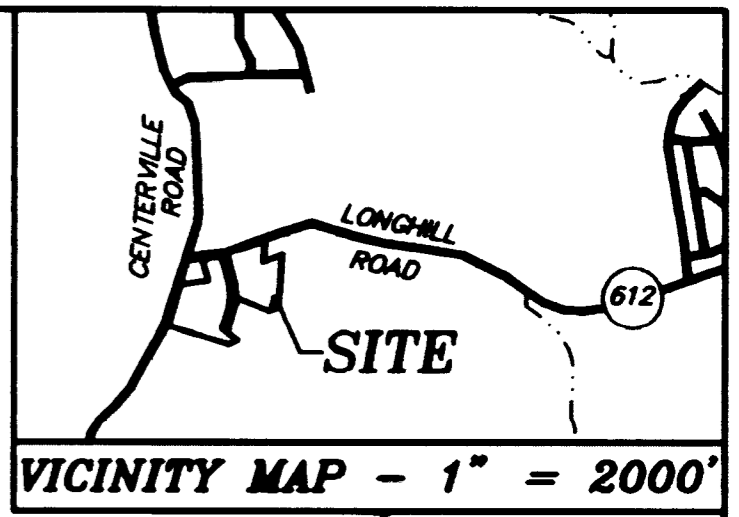 CENTERVILLE
ROAD
LONGHILL
ROAD
612
SITE
VICINITY MAP - 1" = 2000'